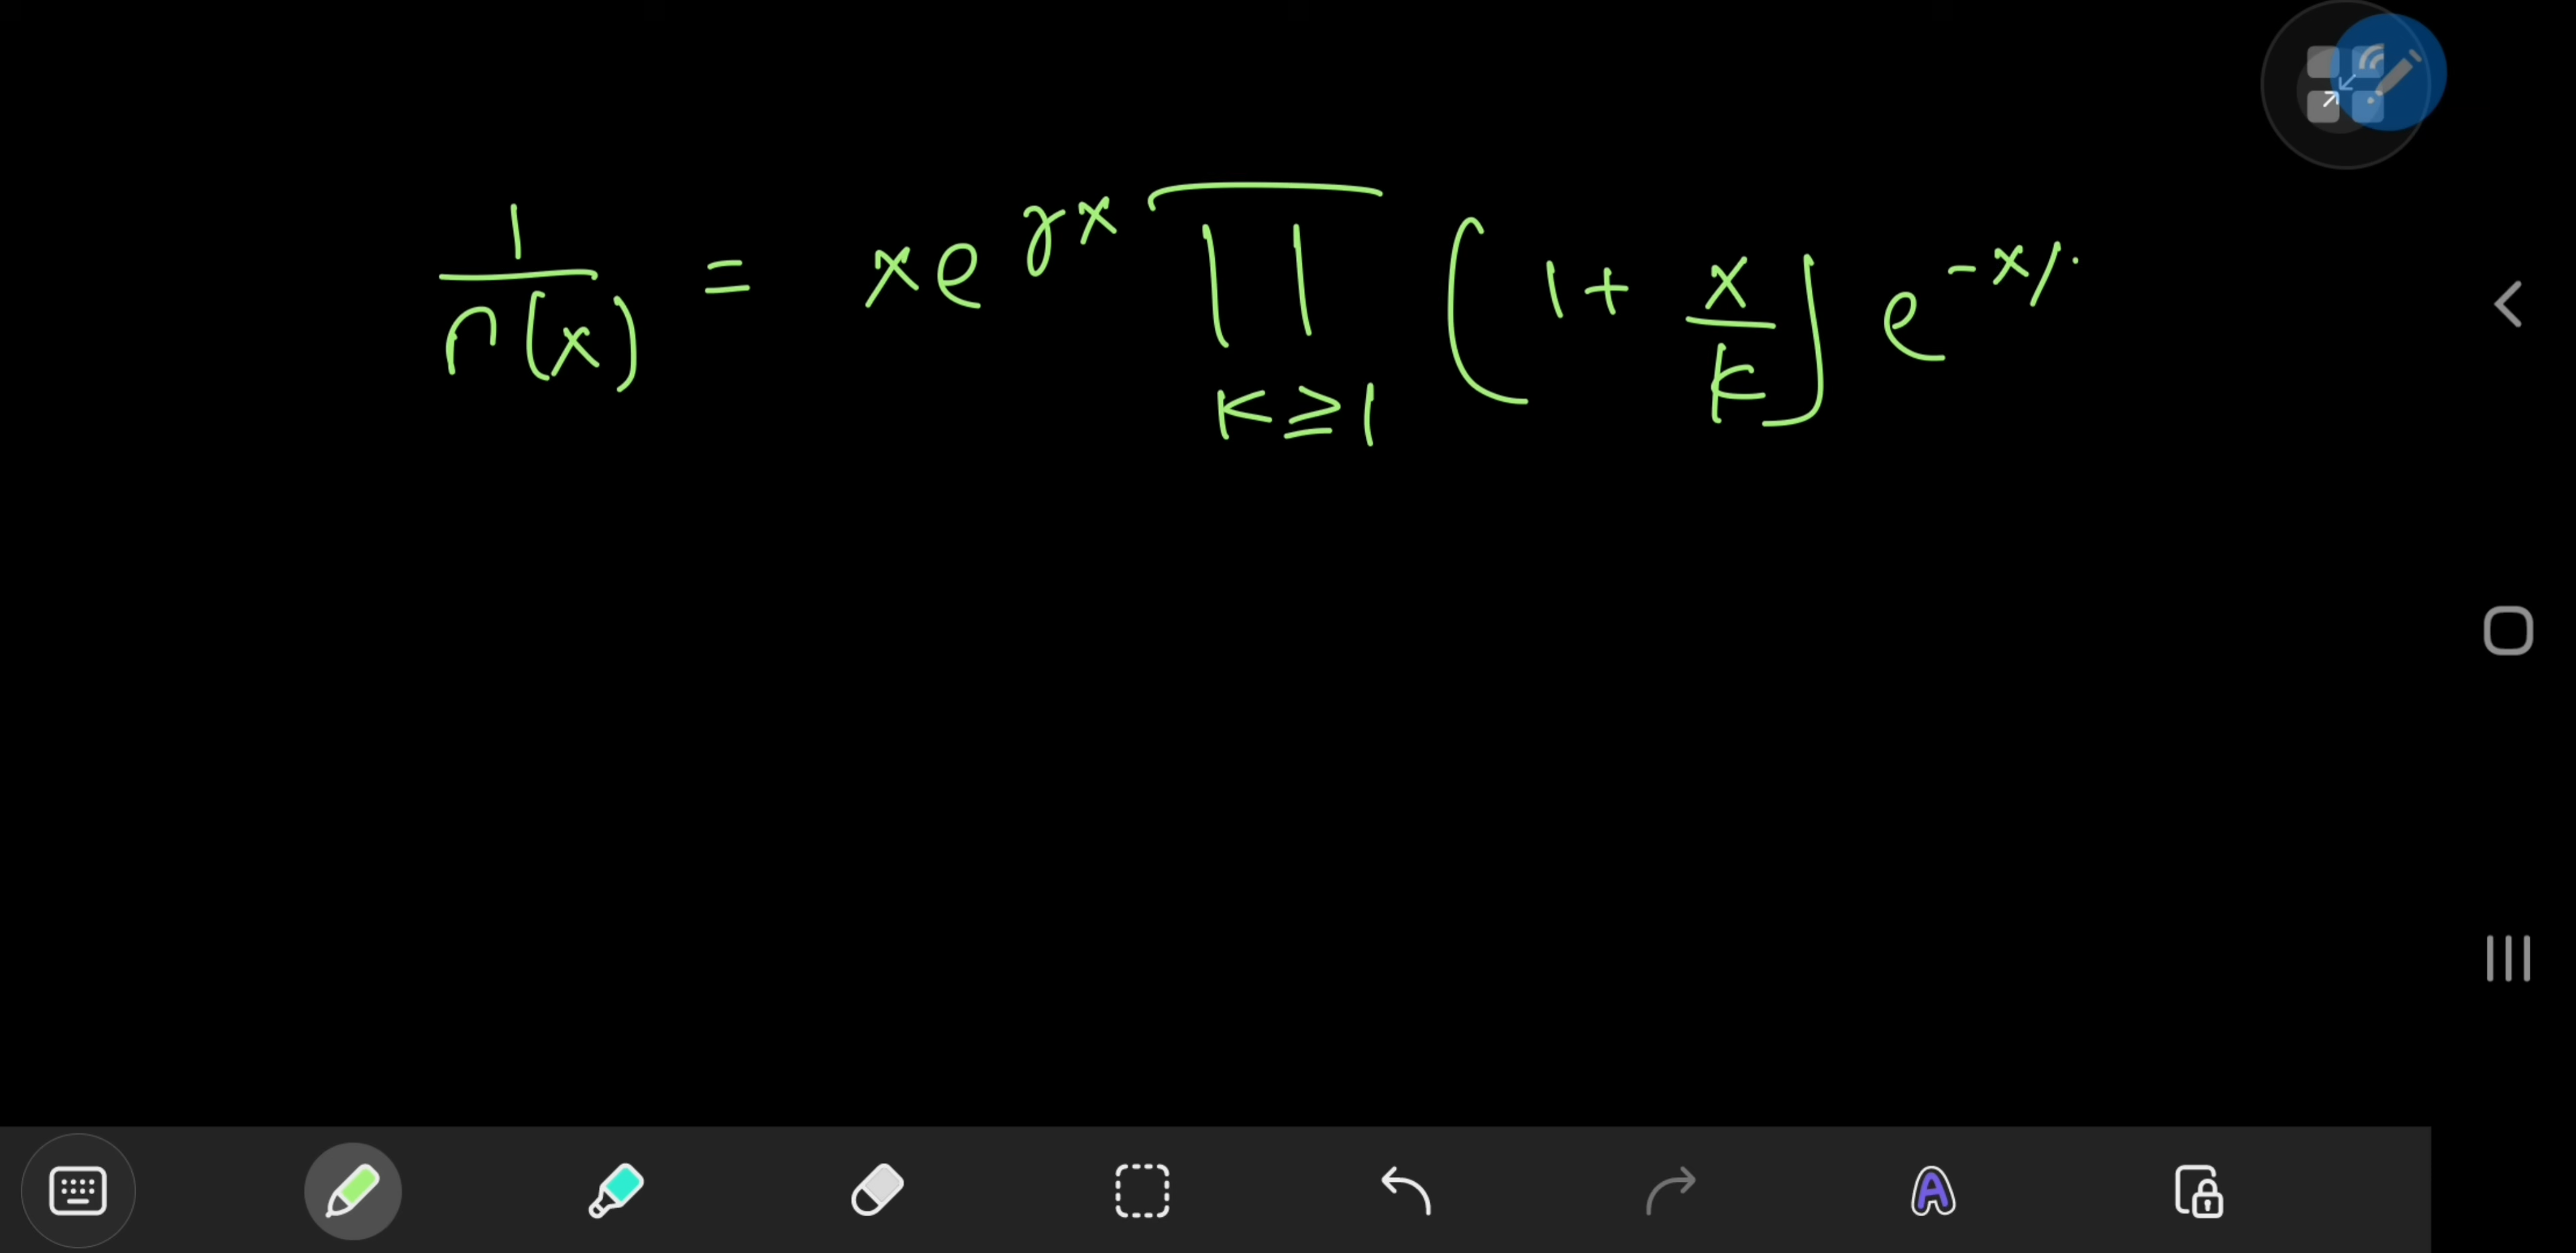 1/Γ(x) = xe^{γx} ∏_{k≥1} (1 + x/k) e^{-x/.
A